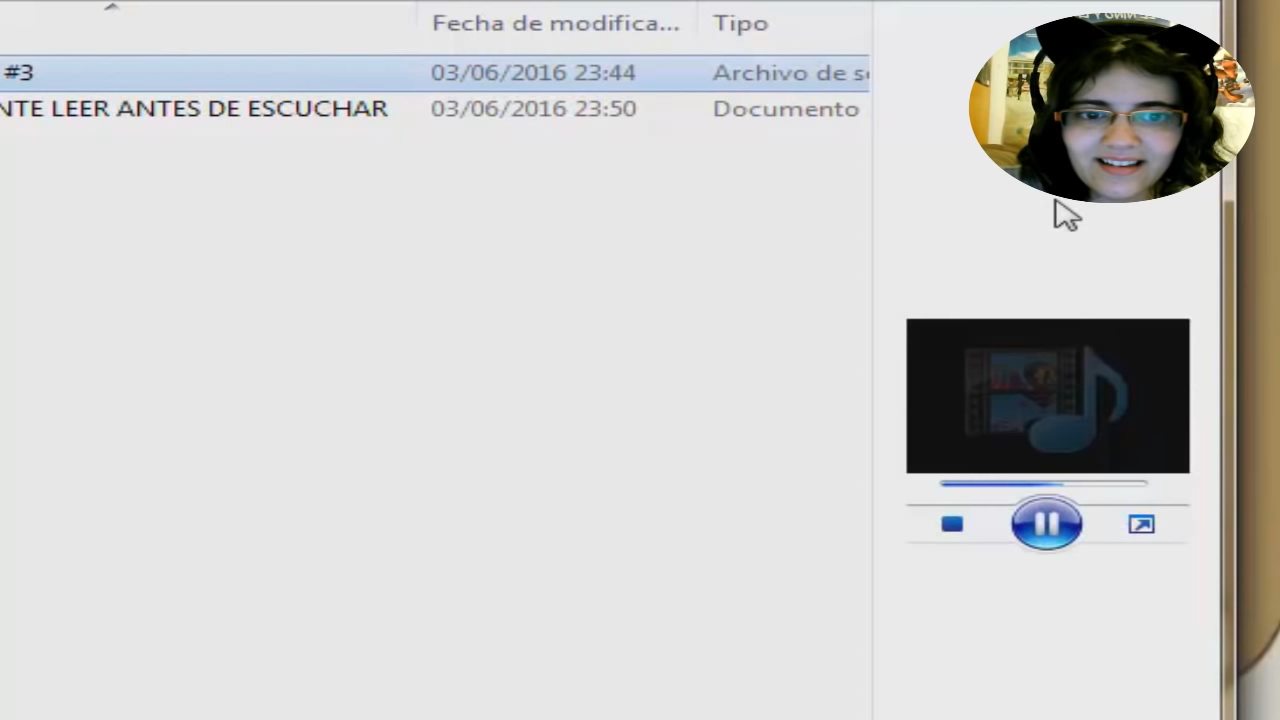 Fecha de modifica... Tipo
#3 03/06/2016 23:44 Archivo de s
NTE LEER ANTES DE ESCUCHAR 03/06/2016 23:50 Documento